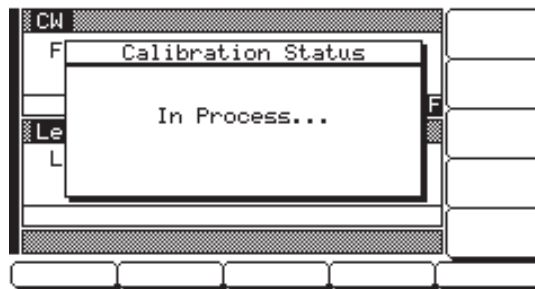 CW
F
Calibration Status
In Process...
F
Le
L